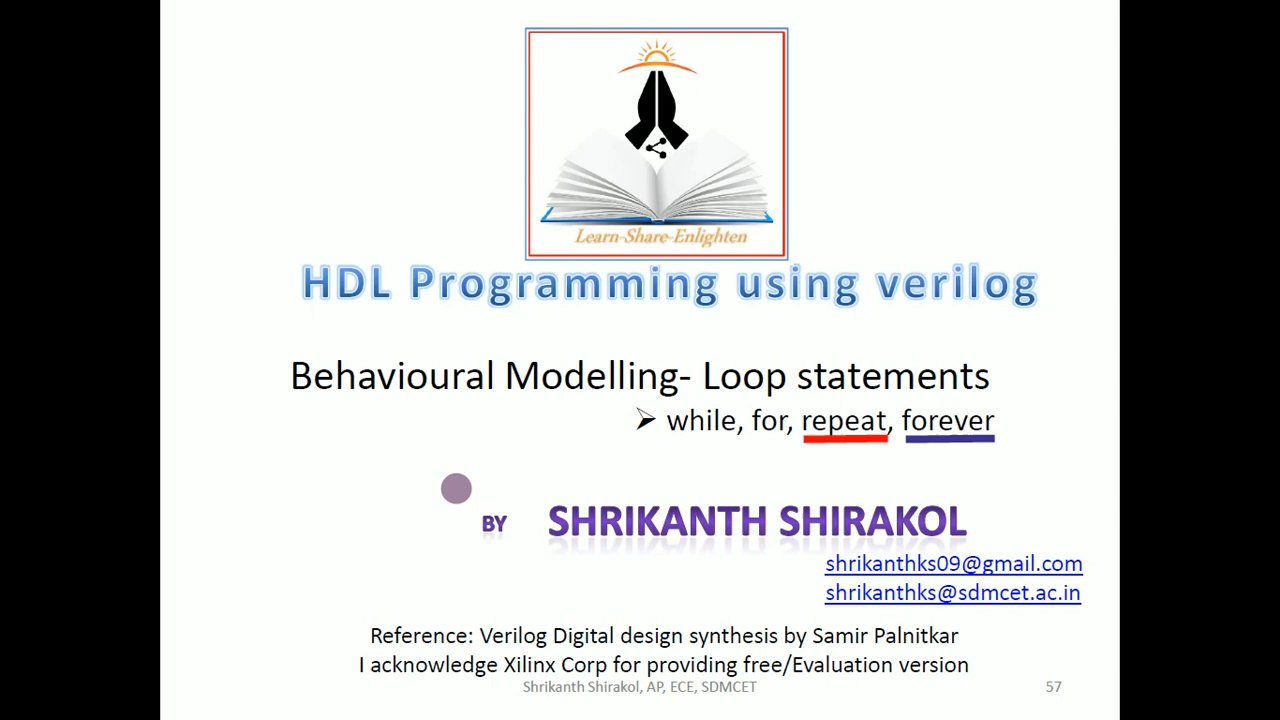 Learn-Share-Enlighten
HDL Programming using verilog
Behavioural Modelling- Loop statements
➢ while, for, repeat, forever
BY SHRIKANTH SHIRAKOL
shrikanthks09@gmail.com
shrikanthks@sdmcet.ac.in
Reference: Verilog Digital design synthesis by Samir Palnitkar
I acknowledge Xilinx Corp for providing free/Evaluation version
Shrikanth Shirakol, AP, ECE, SDMCET 57